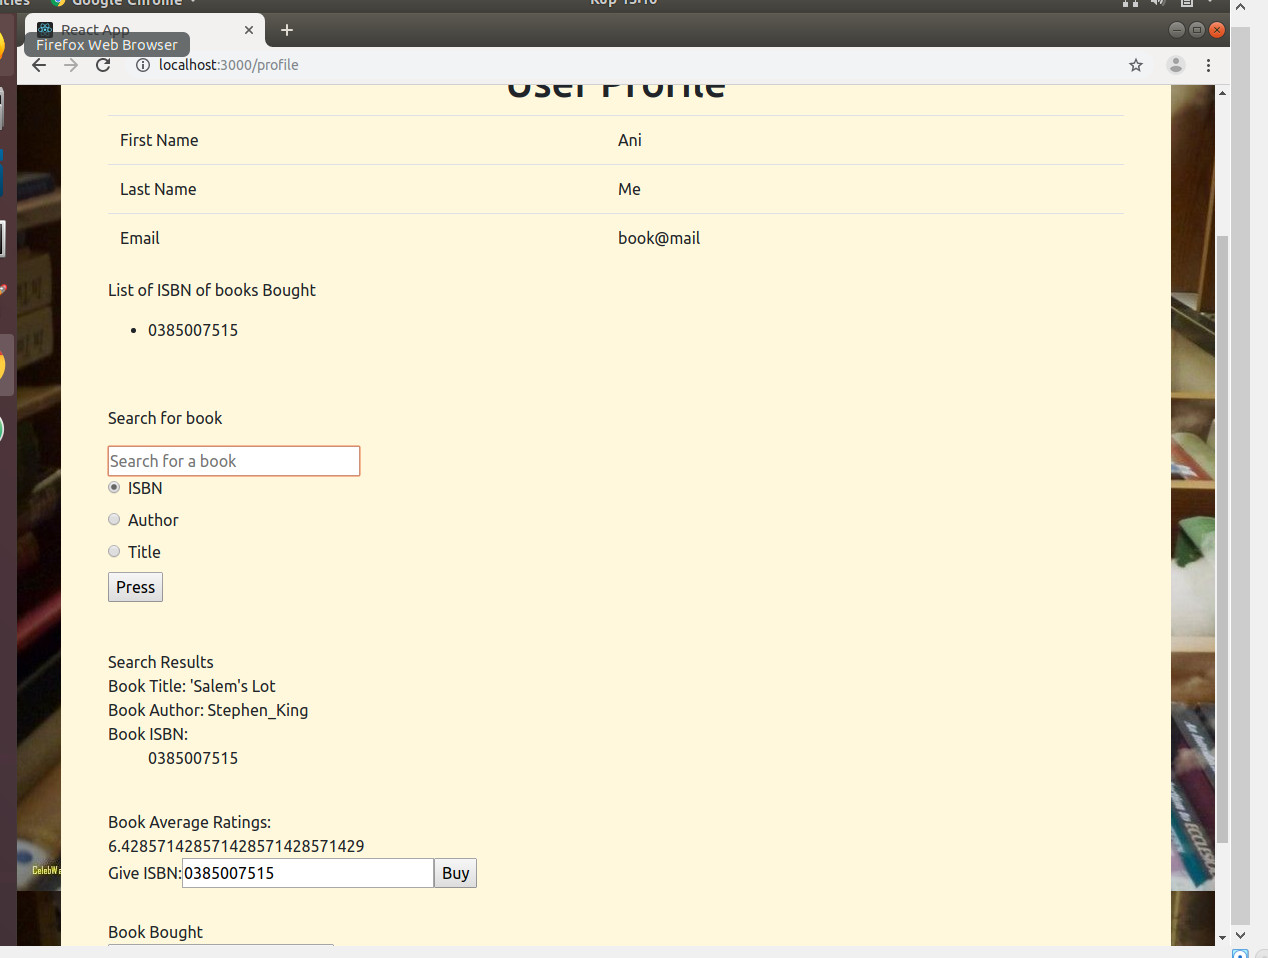 Google Chrome
React App
Firefox Web Browser
localhost:3000/profile
User Profile
First Name Ani
Last Name Me
Email book@mail
List of ISBN of books Bought
• 0385007515
Search for book
Search for a book
ISBN
Author
Title
Press
Search Results
Book Title: 'Salem's Lot
Book Author: Stephen_King
Book ISBN:
0385007515
Book Average Ratings:
6.428571428571428571428571429
Give ISBN: 0385007515 Buy
Book Bought